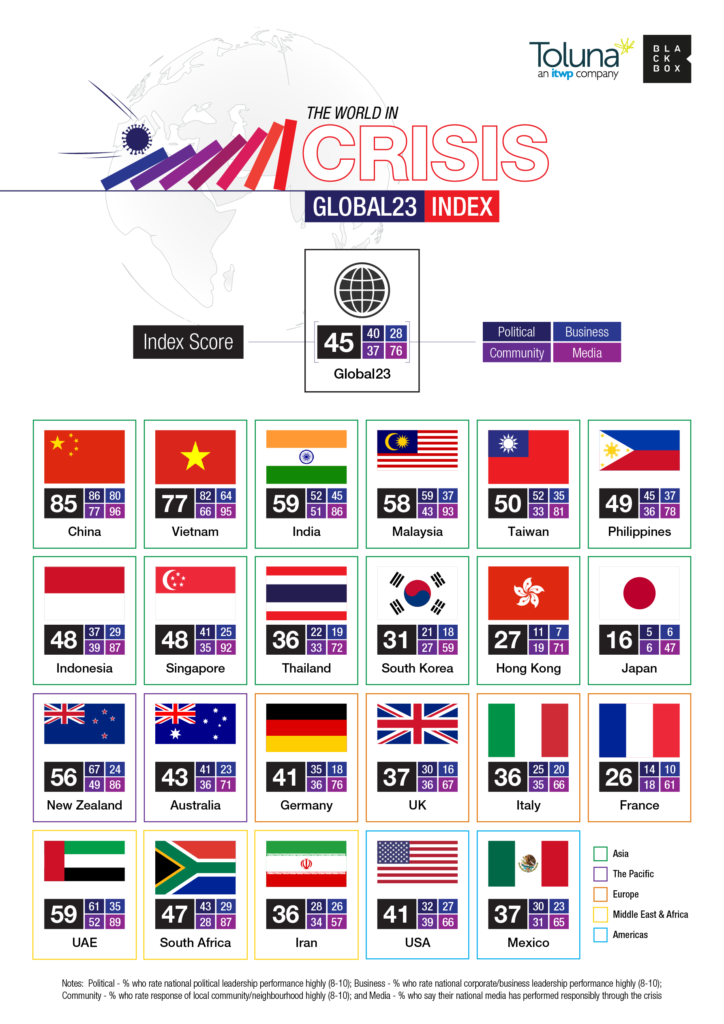 Toluna
an itwp company
BLA
CK
BOX
THE WORLD IN
CRISIS
GLOBAL23 INDEX
Index Score
45 40 28
37 76
Global23
Political Business
Community Media
85 86 80
77 96
China
77 82 64
66 95
Vietnam
59 52 45
51 86
India
58 59 37
43 93
Malaysia
50 52 35
33 81
Taiwan
49 45 37
36 78
Philippines
48 37 29
39 87
Indonesia
48 41 25
35 92
Singapore
36 22 19
33 72
Thailand
31 21 18
27 59
South Korea
27 11 7
19 71
Hong Kong
16 5 6
6 47
Japan
56 67 24
49 86
New Zealand
43 41 23
36 71
Australia
41 35 18
36 76
Germany
37 30 16
36 67
UK
36 25 20
35 66
Italy
26 14 10
18 61
France
59 61 35
52 89
UAE
47 43 29
28 87
South Africa
36 28 26
34 57
Iran
41 32 27
39 66
USA
37 30 23
31 65
Mexico
Asia
The Pacific
Europe
Middle East & Africa
Americas
Notes: Political - % who rate national political leadership performance highly (8-10); Business - % who rate national corporate/business leadership performance highly (8-10);
Community - % who rate response of local community/neighbourhood highly (8-10); and Media - % who say their national media has performed responsibly through the crisis